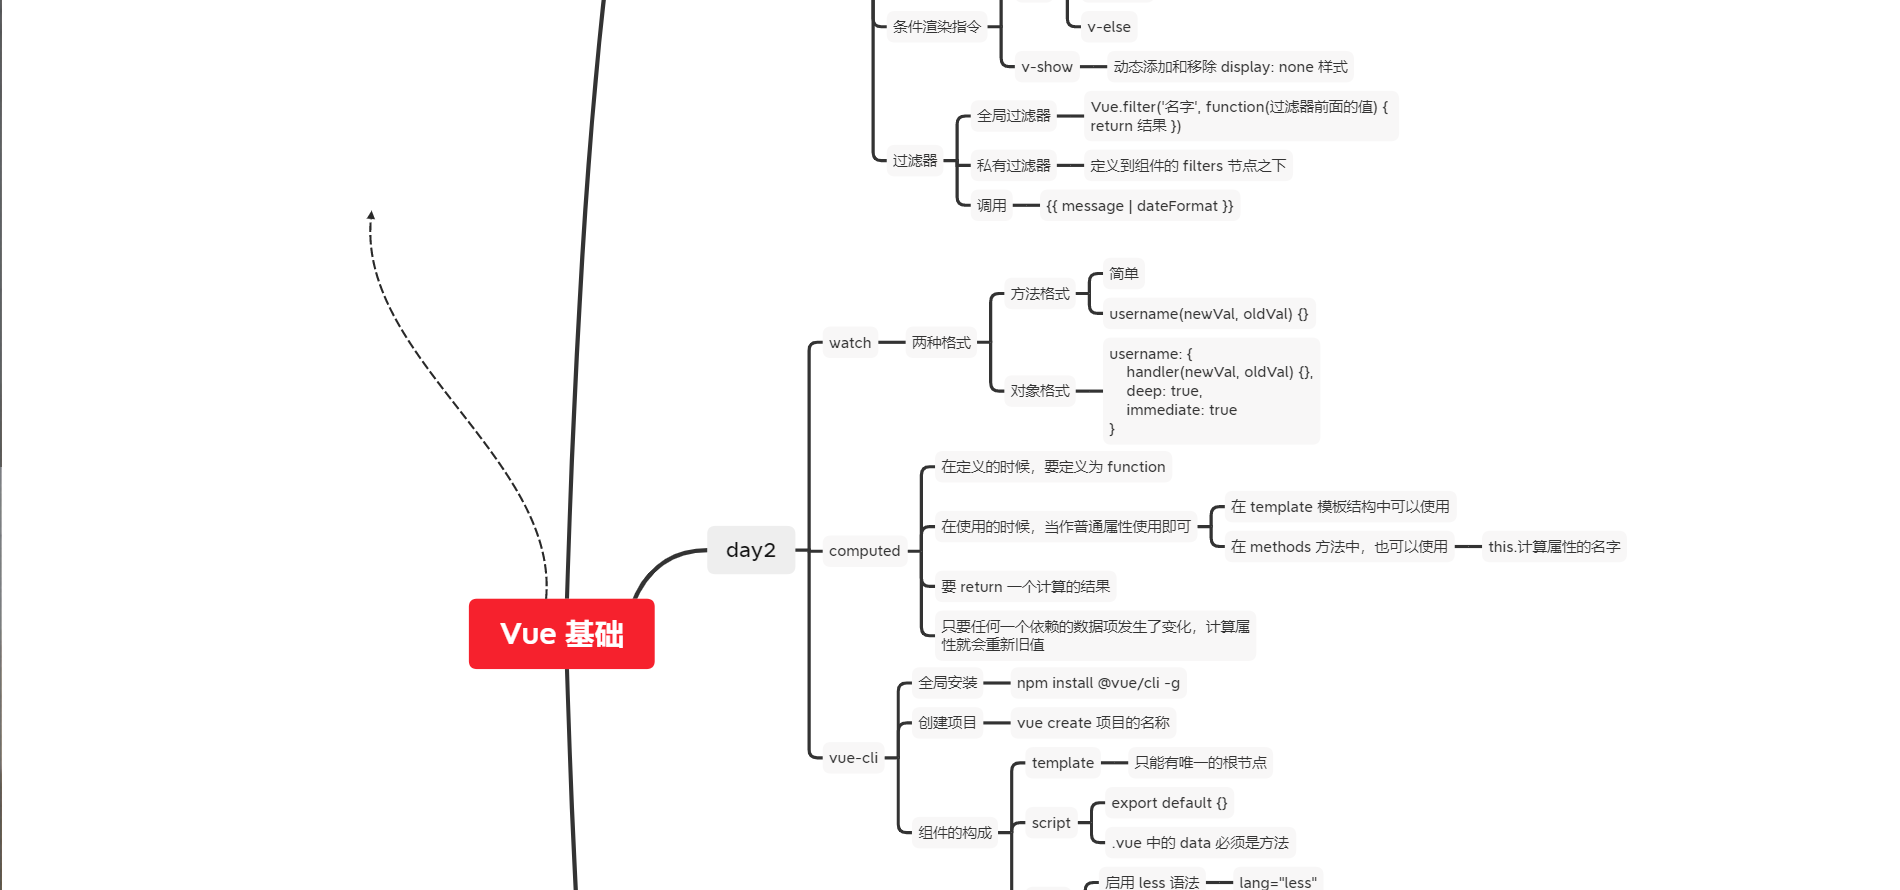 条件渲染指令
v-else
v-show
动态添加和移除 display: none 样式
过滤器
全局过滤器
Vue.filter('名字', function(过滤器前面的值) {
return 结果 })
私有过滤器
定义到组件的 filters 节点之下
调用
{{ message | dateFormat }}
Vue 基础
day2
watch
两种格式
方法格式
简单
username(newVal, oldVal) {}
对象格式
username: {
handler(newVal, oldVal) {},
deep: true,
immediate: true
}
computed
在定义的时候，要定义为 function
在使用的时候，当作普通属性使用即可
在 template 模板结构中可以使用
在 methods 方法中，也可以使用
this.计算属性的名字
要 return 一个计算的结果
只要任何一个依赖的数据项发生了变化，计算属
性就会重新旧值
vue-cli
全局安装
npm install @vue/cli -g
创建项目
vue create 项目的名称
组件的构成
template
只能有唯一的根节点
script
export default {}
.vue 中的 data 必须是方法
启用 less 语法
lang="less"